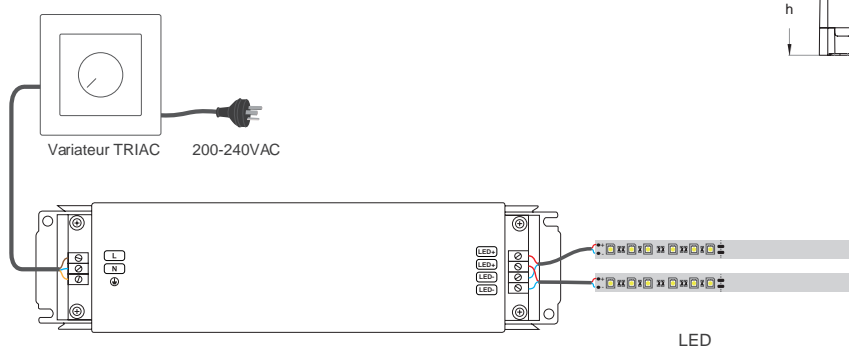 h
Variateur TRIAC
200-240VAC
L
N
LED+
LED+
LED-
LED-
LED